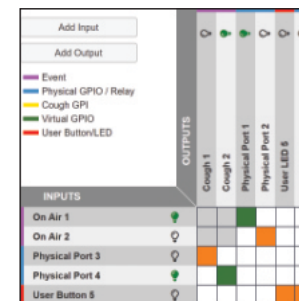 Add Input
Add Output
Event
Physical GPIO / Relay
Cough GPI
Virtual GPIO
User Button/LED
OUTPUTS
Cough 1
Cough 2
Physical Port 1
Physical Port 2
User LED 5
INPUTS
On Air 1
On Air 2
Physical Port 3
Physical Port 4
User Button 5